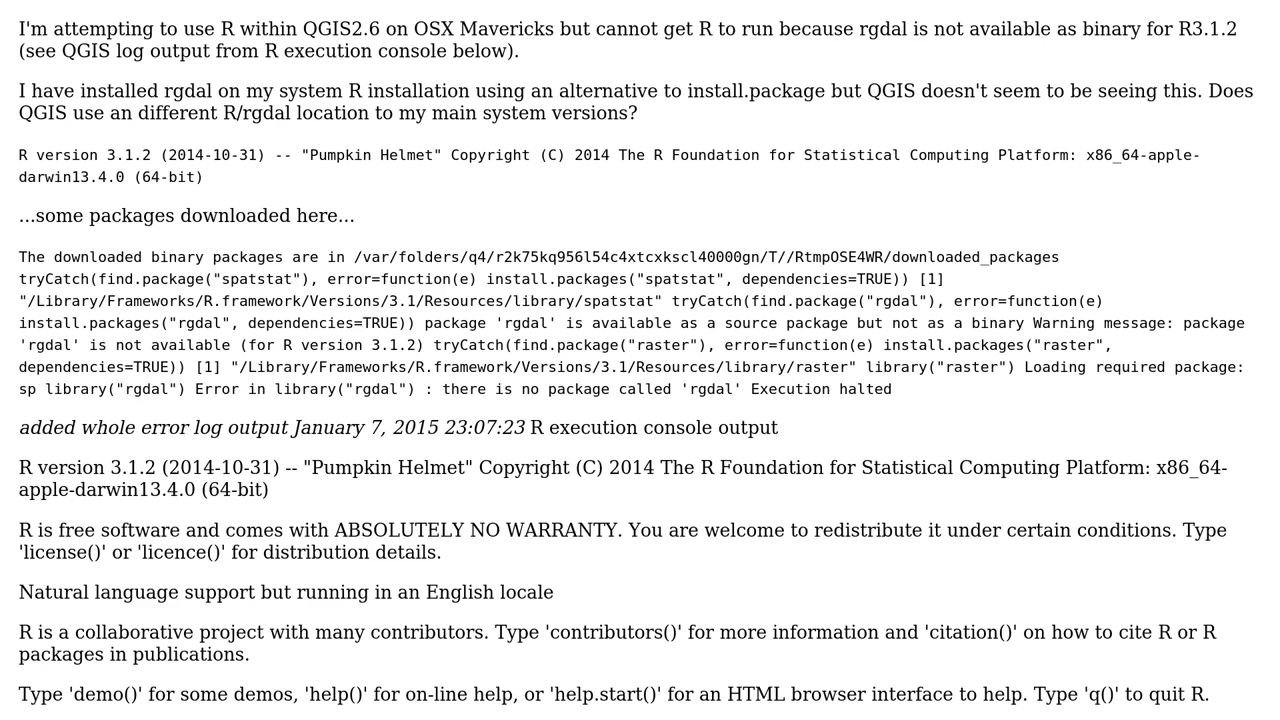 I'm attempting to use R within QGIS2.6 on OSX Mavericks but cannot get R to run because rgdal is not available as binary for R3.1.2
(see QGIS log output from R execution console below).
I have installed rgdal on my system R installation using an alternative to install.package but QGIS doesn't seem to be seeing this. Does
QGIS use an different R/rgdal location to my main system versions?
R version 3.1.2 (2014-10-31) -- "Pumpkin Helmet" Copyright (C) 2014 The R Foundation for Statistical Computing Platform: x86_64-apple-
darwin13.4.0 (64-bit)
...some packages downloaded here...
The downloaded binary packages are in /var/folders/q4/r2k75kq956l54c4xtcxkscl40000gn/T//RtmpOSE4WR/downloaded_packages
tryCatch(find.package("spatstat"), error=function(e) install.packages("spatstat", dependencies=TRUE)) [1]
"/Library/Frameworks/R.framework/Versions/3.1/Resources/library/spatstat" tryCatch(find.package("rgdal"), error=function(e)
install.packages("rgdal", dependencies=TRUE)) package 'rgdal' is available as a source package but not as a binary Warning message: package
'rgdal' is not available (for R version 3.1.2) tryCatch(find.package("raster"), error=function(e) install.packages("raster",
dependencies=TRUE)) [1] "/Library/Frameworks/R.framework/Versions/3.1/Resources/library/raster" library("raster") Loading required package:
sp library("rgdal") Error in library("rgdal") : there is no package called 'rgdal' Execution halted
added whole error log output January 7, 2015 23:07:23 R execution console output
R version 3.1.2 (2014-10-31) -- "Pumpkin Helmet" Copyright (C) 2014 The R Foundation for Statistical Computing Platform: x86_64-
apple-darwin13.4.0 (64-bit)
R is free software and comes with ABSOLUTELY NO WARRANTY. You are welcome to redistribute it under certain conditions. Type
'license()' or 'licence()' for distribution details.
Natural language support but running in an English locale
R is a collaborative project with many contributors. Type 'contributors()' for more information and 'citation()' on how to cite R or R
packages in publications.
Type 'demo()' for some demos, 'help()' for on-line help, or 'help.start()' for an HTML browser interface to help. Type 'q()' to quit R.